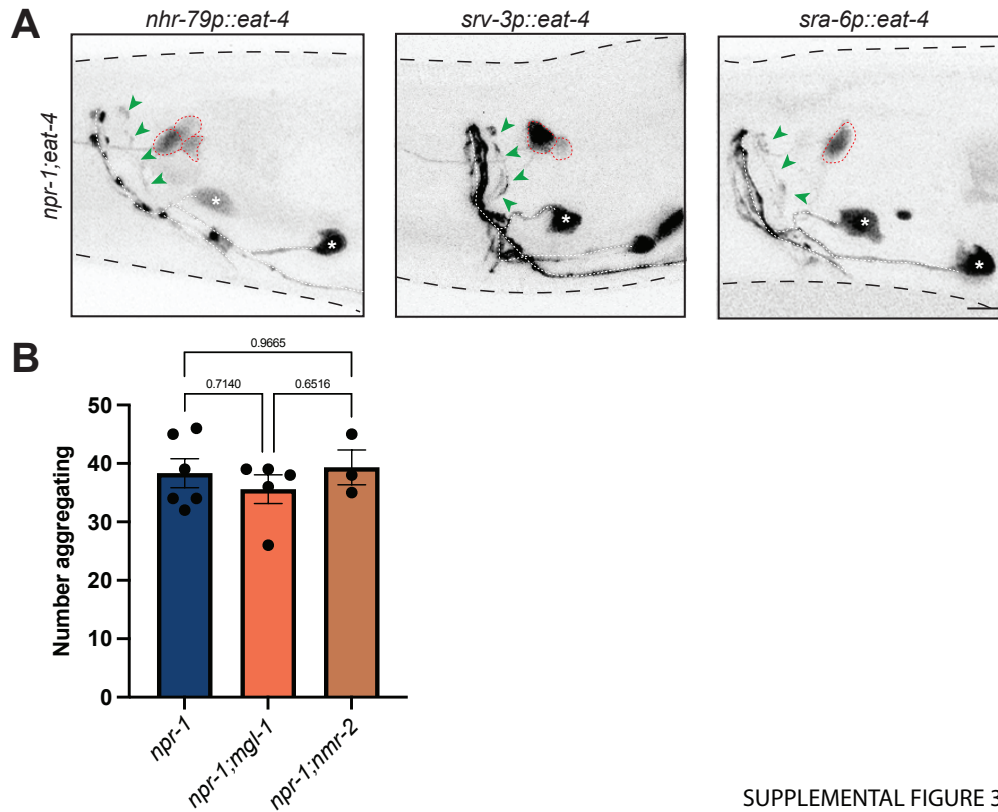 A
nhr-79p::eat-4
srv-3p::eat-4
sra-6p::eat-4
npr-1;eat-4
*
*
*
*
*
B
0.9665
0.7140
0.6516
Number aggregating
50
40
30
20
10
0
npr-1
npr-1;mgl-1
npr-1;nmr-2
SUPPLEMENTAL FIGURE 3